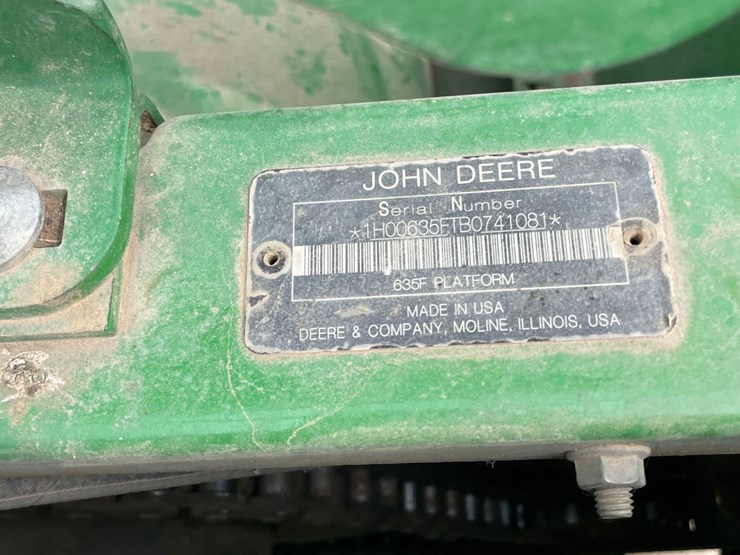 JOHN DEERE
Serial Number
*1H00635FTB0741081*
635F PLATFORM
MADE IN USA
DEERE & COMPANY, MOLINE, ILLINOIS, USA